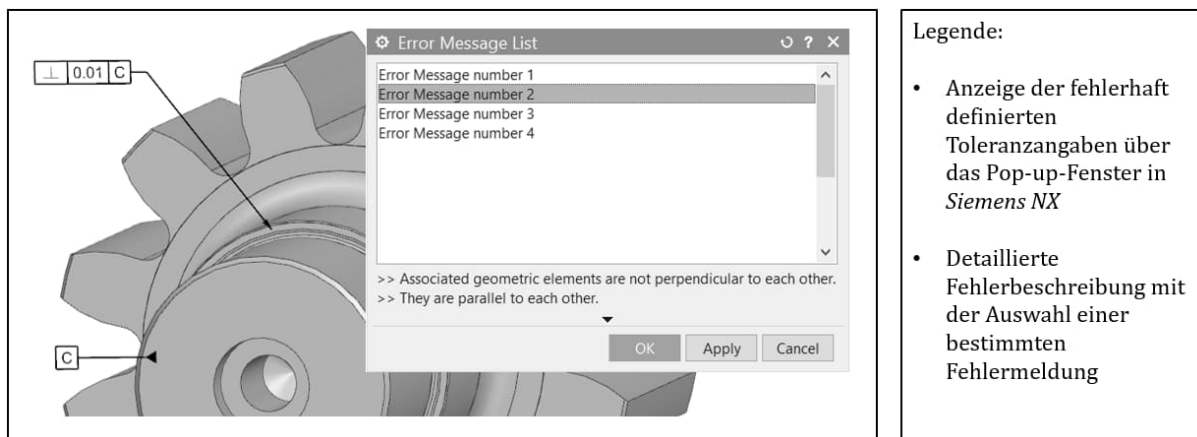 ⊥ 0.01 C
C
Error Message List
Error Message number 1
Error Message number 2
Error Message number 3
Error Message number 4
>> Associated geometric elements are not perpendicular to each other.
>> They are parallel to each other.
OK Apply Cancel
Legende:
• Anzeige der fehlerhaft
definierten
Toleranzangaben über
das Pop-up-Fenster in
Siemens NX
• Detaillierte
Fehlerbeschreibung mit
der Auswahl einer
bestimmten
Fehlermeldung